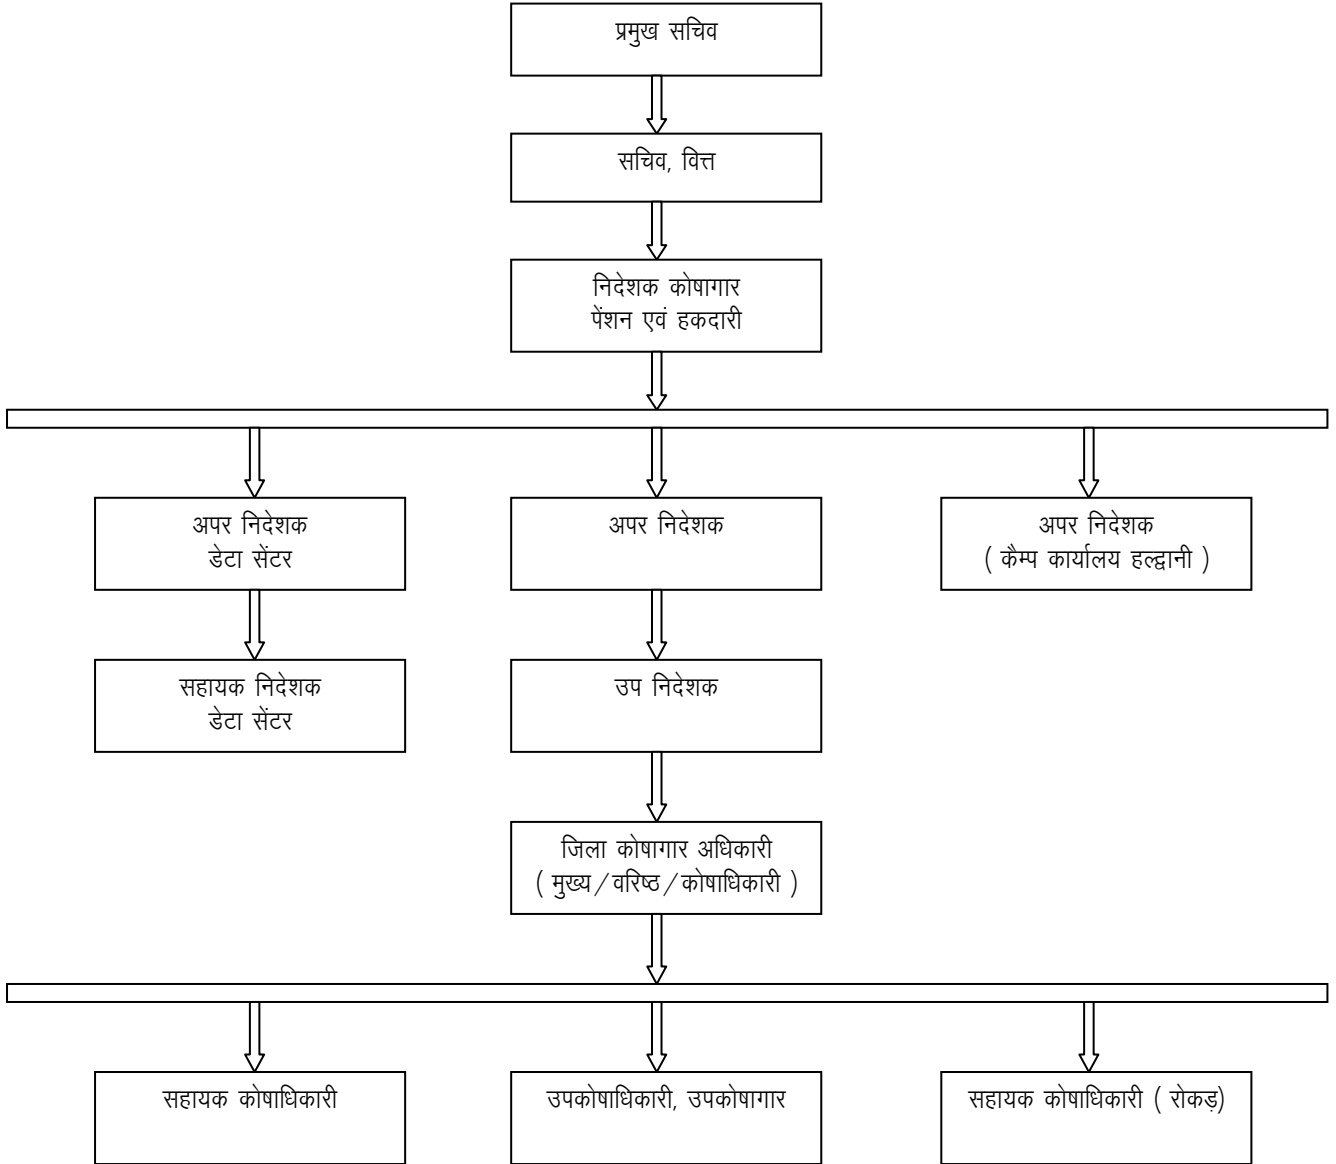 प्रमुख सचिव
सचिव, वित्त
निदेशक कोषागार
पेंशन एवं हकदारी
अपर निदेशक
डेटा सेंटर
अपर निदेशक
अपर निदेशक
( कैम्प कार्यालय हल्द्वानी )
सहायक निदेशक
डेटा सेंटर
उप निदेशक
जिला कोषागार अधिकारी
( मुख्य/वरिष्ठ/कोषाधिकारी )
सहायक कोषाधिकारी
उपकोषाधिकारी, उपकोषागार
सहायक कोषाधिकारी ( रोकड़)